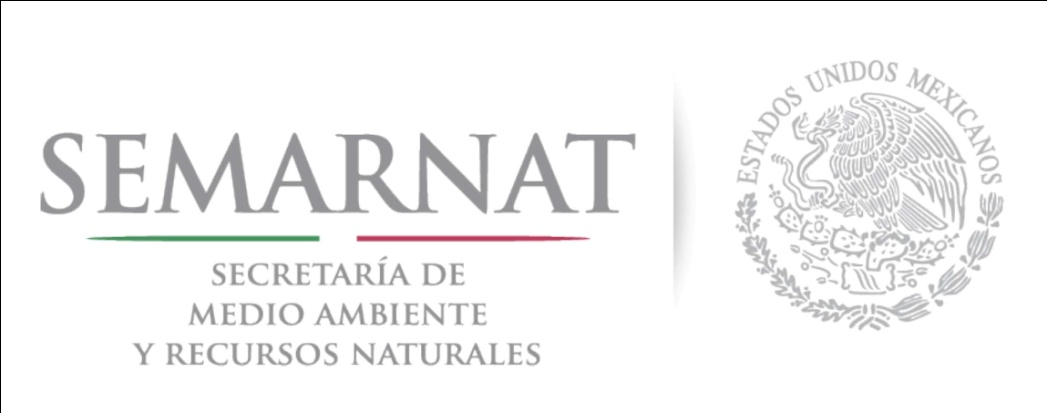 SEMARNAT
SECRETARÍA DE
MEDIO AMBIENTE
Y RECURSOS NATURALES
ESTADOS UNIDOS MEXICANOS